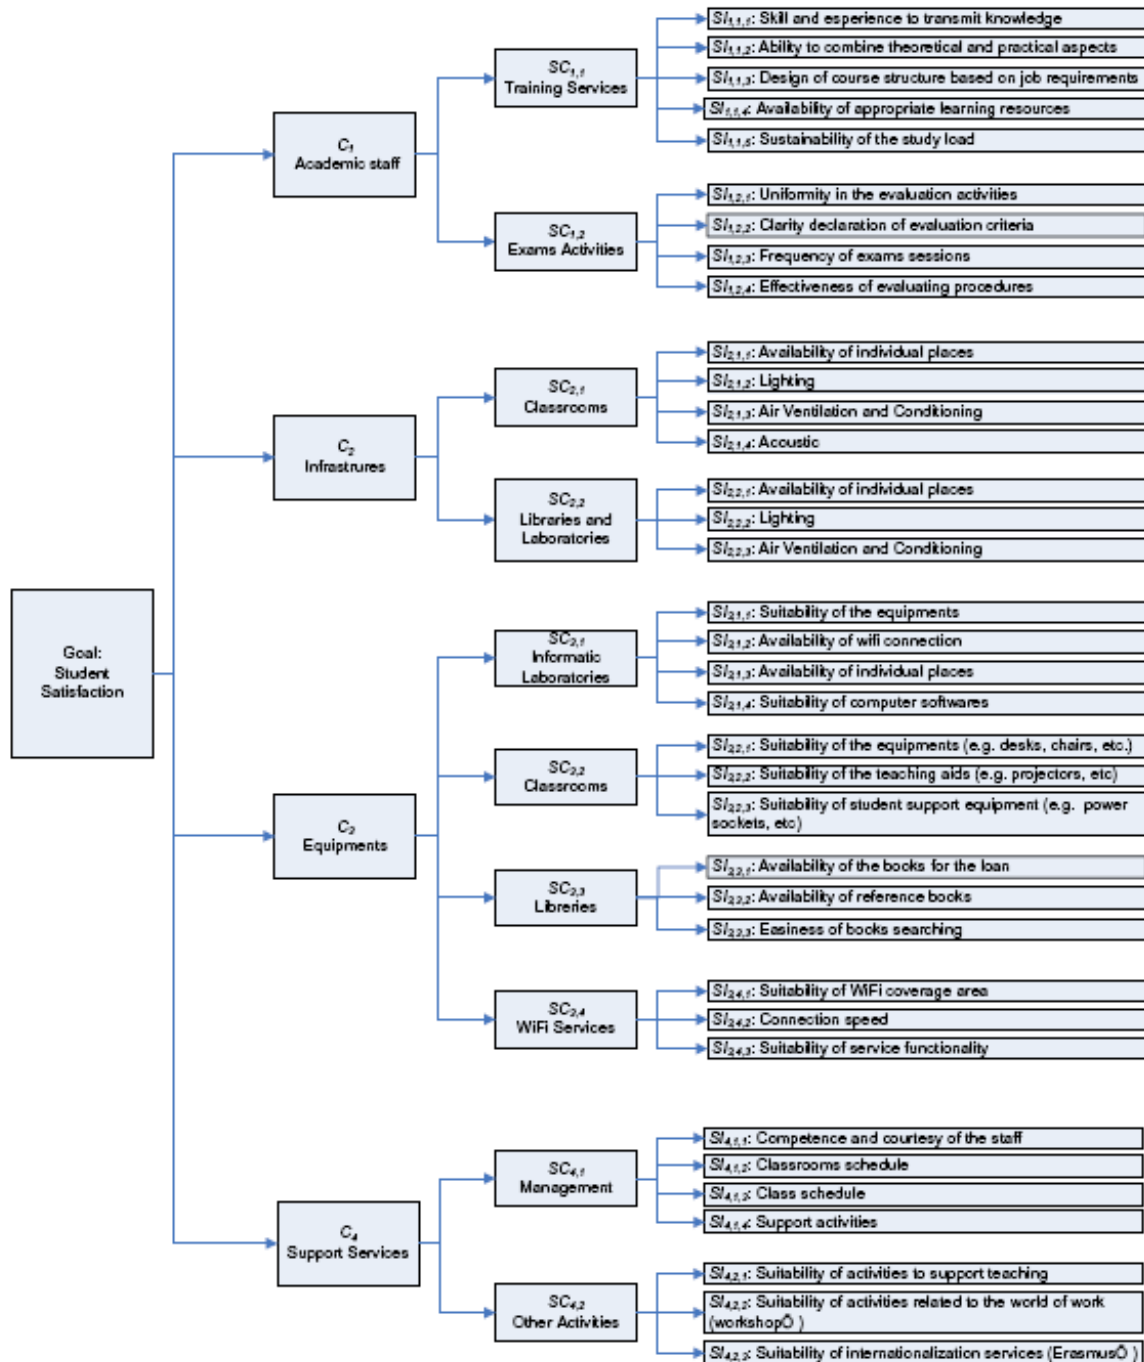 Goal:
Student
Satisfaction
C1
Academic staff
SC1,1
Training Services
SI1,1,1: Skill and esperience to transmit knowledge
SI1,1,2: Ability to combine theoretical and practical aspects
SI1,1,3: Design of course structure based on job requirements
SI1,1,4: Availability of appropriate learning resources
SI1,1,5: Sustainability of the study load
SC1,2
Exams Activities
SI1,2,1: Uniformity in the evaluation activities
SI1,2,2: Clarity declaration of evaluation criteria
SI1,2,3: Frequency of exams sessions
SI1,2,4: Effectiveness of evaluating procedures
C2
Infrastrures
SC2,1
Classrooms
SI2,1,1: Availability of individual places
SI2,1,2: Lighting
SI2,1,3: Air Ventilation and Conditioning
SI2,1,4: Acoustic
SC2,2
Libraries and
Laboratories
SI2,2,1: Availability of individual places
SI2,2,2: Lighting
SI2,2,3: Air Ventilation and Conditioning
C3
Equipments
SC3,1
Informatic
Laboratories
SI3,1,1: Suitability of the equipments
SI3,1,2: Availability of wifi connection
SI3,1,3: Availability of individual places
SI3,1,4: Suitability of computer softwares
SC3,2
Classrooms
SI3,2,1: Suitability of the equipments (e.g. desks, chairs, etc.)
SI3,2,2: Suitability of the teaching aids (e.g. projectors, etc)
SI3,2,3: Suitability of student support equipment (e.g. power
sockets, etc)
SC3,3
Libreries
SI3,3,1: Availability of the books for the loan
SI3,3,2: Availability of reference books
SI3,3,3: Easiness of books searching
SC3,4
WiFi Services
SI3,4,1: Suitability of WiFi coverage area
SI3,4,2: Connection speed
SI3,4,3: Suitability of service functionality
C4
Support Services
SC4,1
Management
SI4,1,1: Competence and courtesy of the staff
SI4,1,2: Classrooms schedule
SI4,1,3: Class schedule
SI4,1,4: Support activities
SC4,2
Other Activities
SI4,2,1: Suitability of activities to support teaching
SI4,2,2: Suitability of activities related to the world of work
(workshopÖ )
SI4,2,3: Suitability of internationalization services (ErasmusÖ )